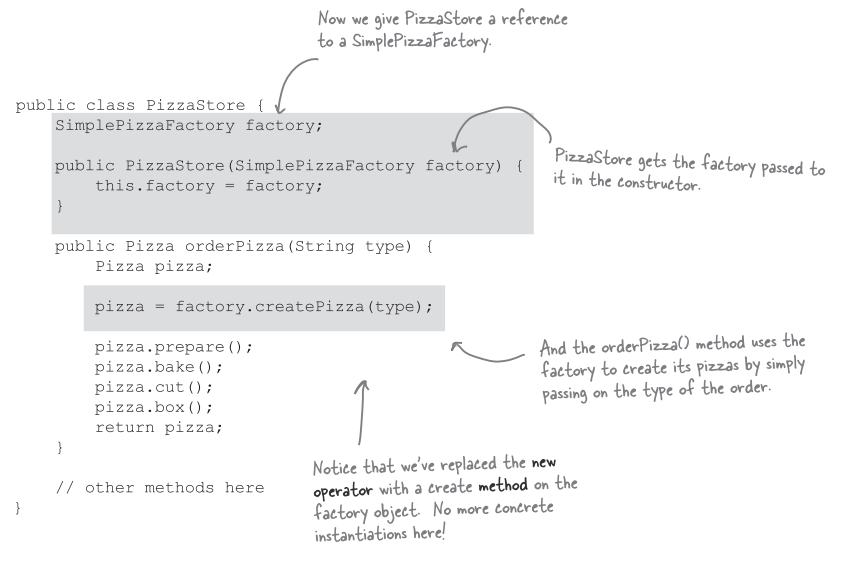 Now we give PizzaStore a reference
to a SimplePizzaFactory.
public class PizzaStore {
    SimplePizzaFactory factory;
    public PizzaStore(SimplePizzaFactory factory) {
        this.factory = factory;
    }
PizzaStore gets the factory passed to
it in the constructor.
    public Pizza orderPizza(String type) {
        Pizza pizza;
        pizza = factory.createPizza(type);
        pizza.prepare();
        pizza.bake();
        pizza.cut();
        pizza.box();
        return pizza;
    }
And the orderPizza() method uses the
factory to create its pizzas by simply
passing on the type of the order.
    // other methods here
}
Notice that we've replaced the new
operator with a create method on the
factory object. No more concrete
instantiations here!